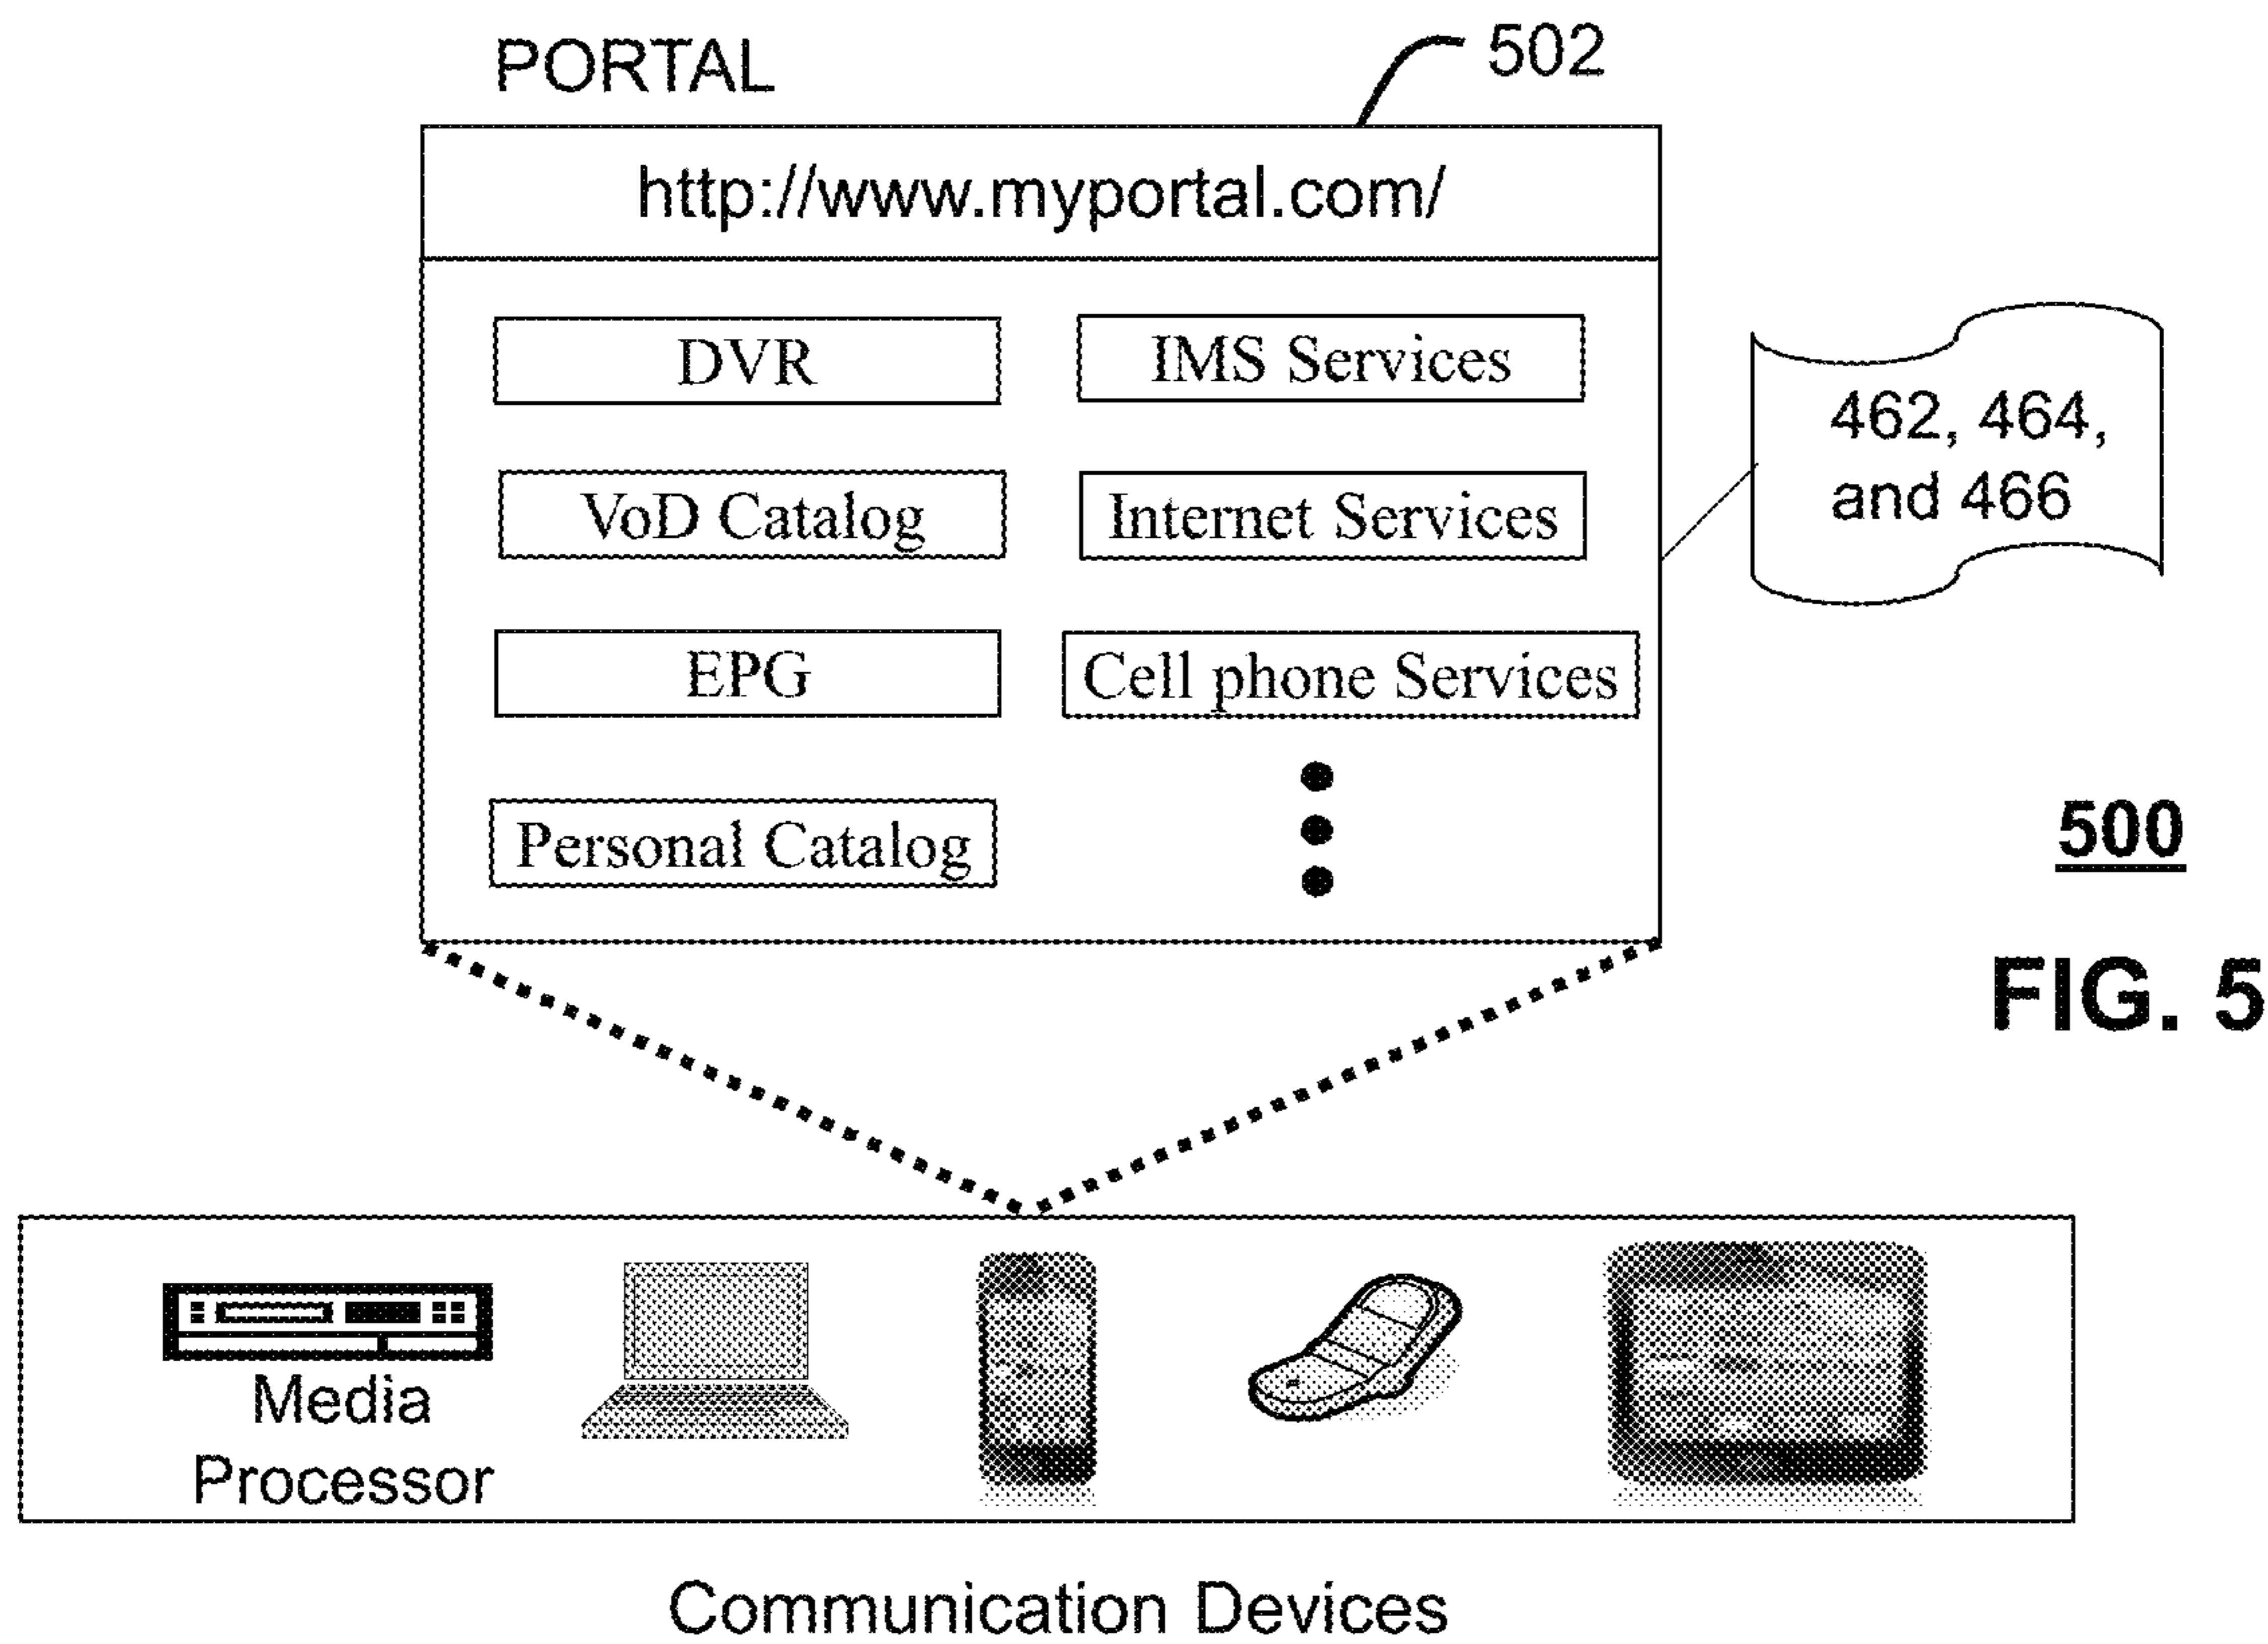 PORTAL
502
http://www.myportal.com/
DVR
IMS Services
VoD Catalog
Internet Services
EPG
Cell phone Services
Personal Catalog
462, 464,
and 466
500
FIG. 5
Media
Processor
Communication Devices